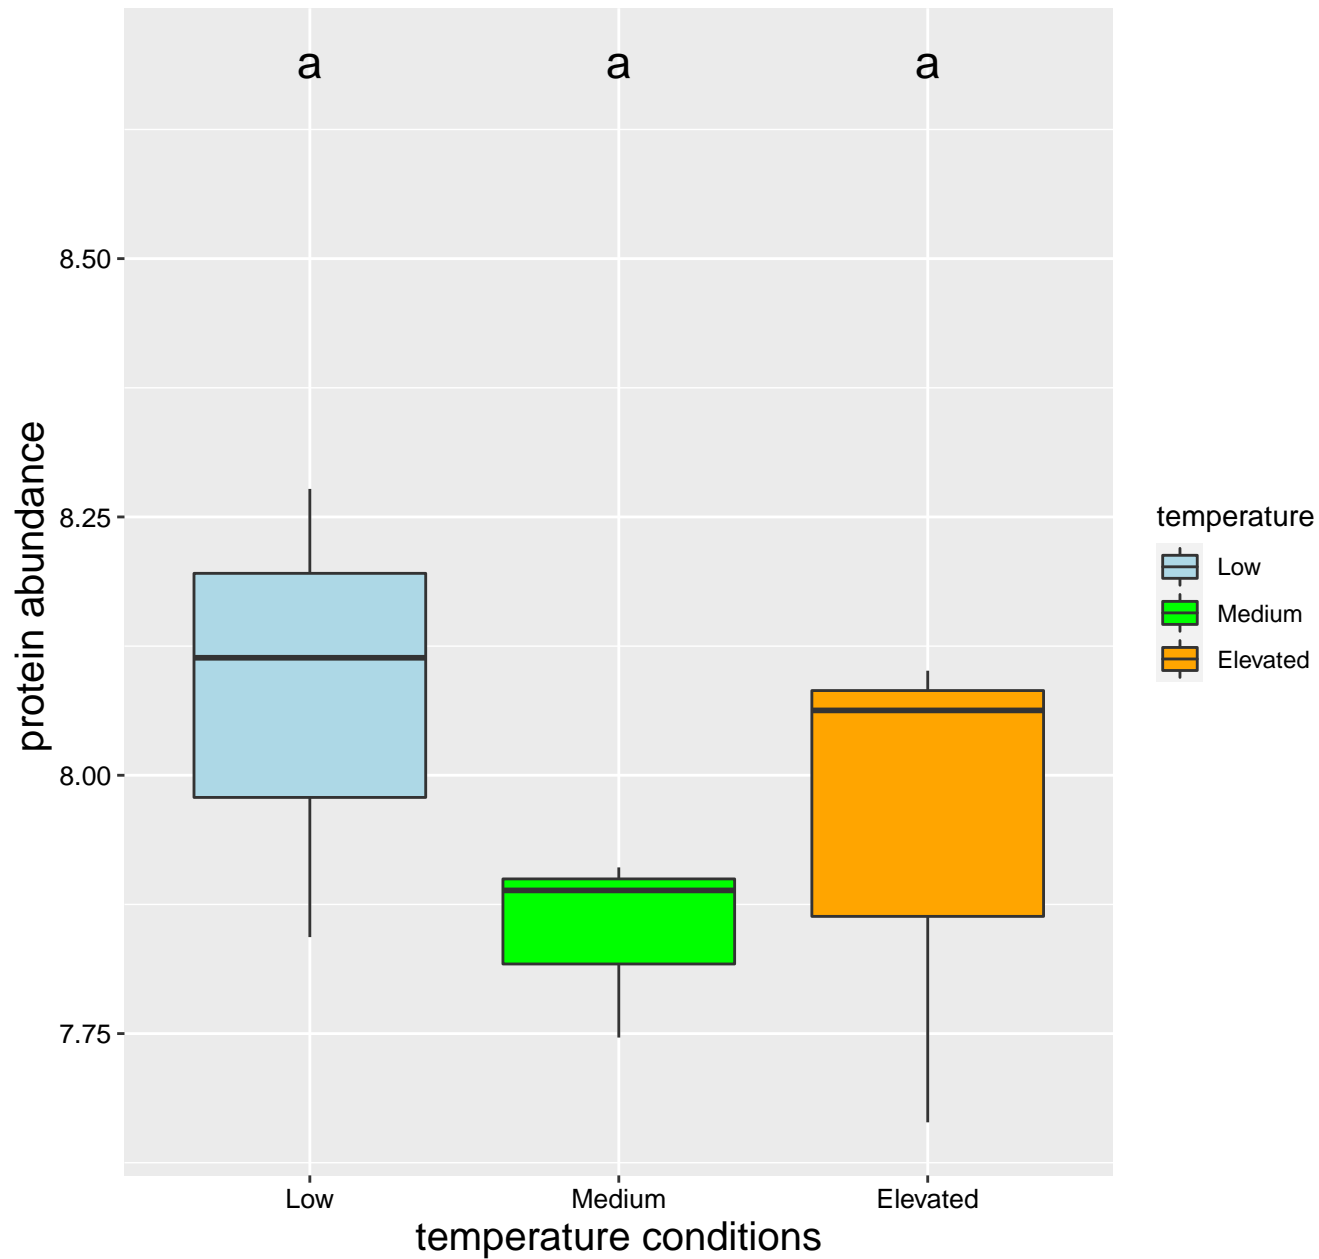 a a a
8.50
8.25
8.00
7.75
protein abundance
Low Medium Elevated
temperature conditions
temperature
Low
Medium
Elevated